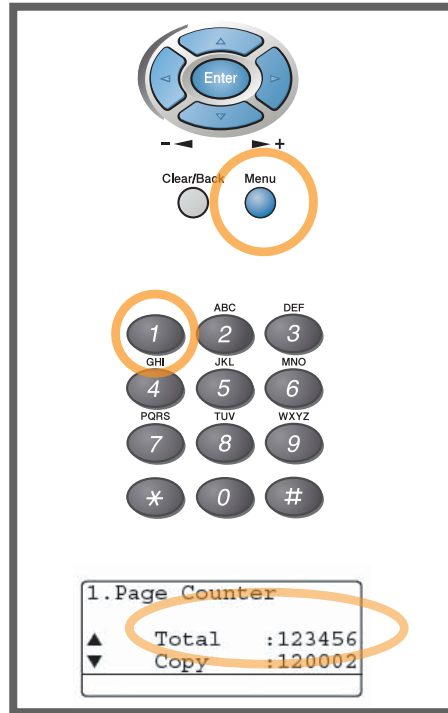 Enter
- +
Clear/Back Menu
ABC DEF
1 2 3
GHI JKL MNO
4 5 6
PQRS TUV WXYZ
7 8 9
* 0 #
1.Page Counter
▲ Total :123456
▼ Copy :120002